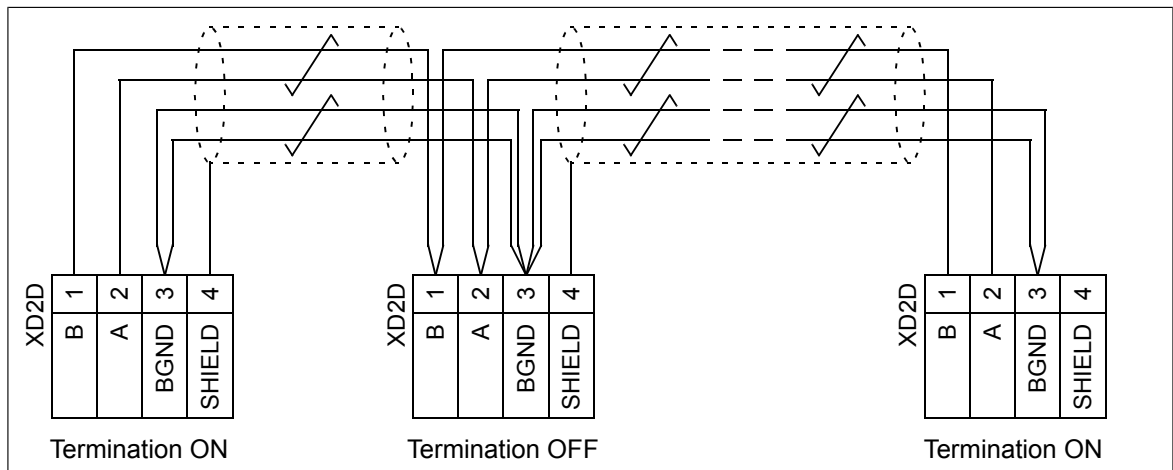 XD2D
1 2 3 4
B A BGND SHIELD
Termination ON
XD2D
1 2 3 4
B A BGND SHIELD
Termination OFF
XD2D
1 2 3 4
B A BGND SHIELD
Termination ON